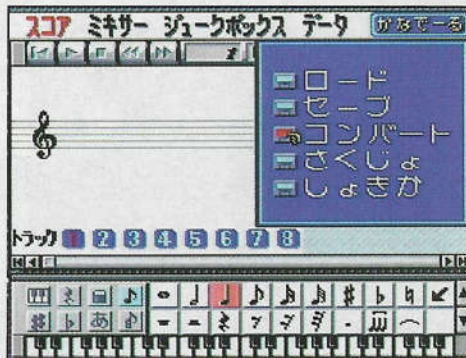 スコア ミキサー ジュークボックス データ かなでーる
ロード
セーブ
コンバート
さくじょ
しょきか
トラック 1 2 3 4 5 6 7 8
あ